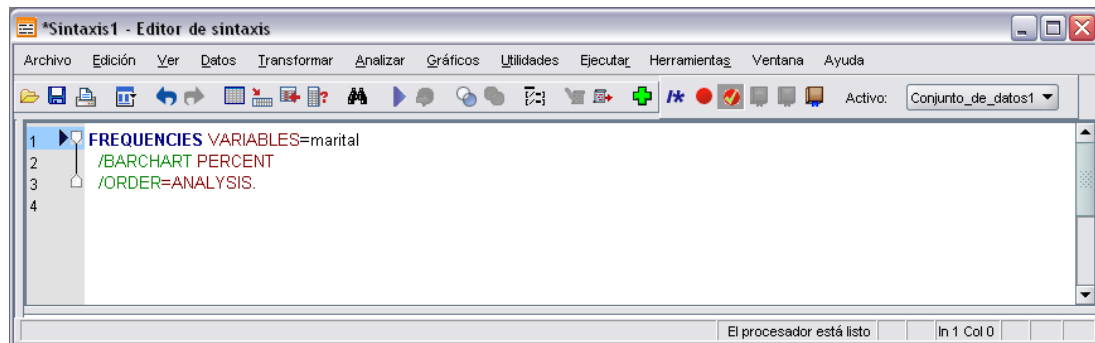 *Sintaxis1 - Editor de sintaxis
Archivo Edición Ver Datos Transformar Analizar Gráficos Utilidades Ejecutar Herramientas Ventana Ayuda
Activo: Conjunto_de_datos1
1 FREQUENCIES VARIABLES=marital
2 /BARCHART PERCENT
3 /ORDER=ANALYSIS.
4
El procesador está listo In 1 Col 0